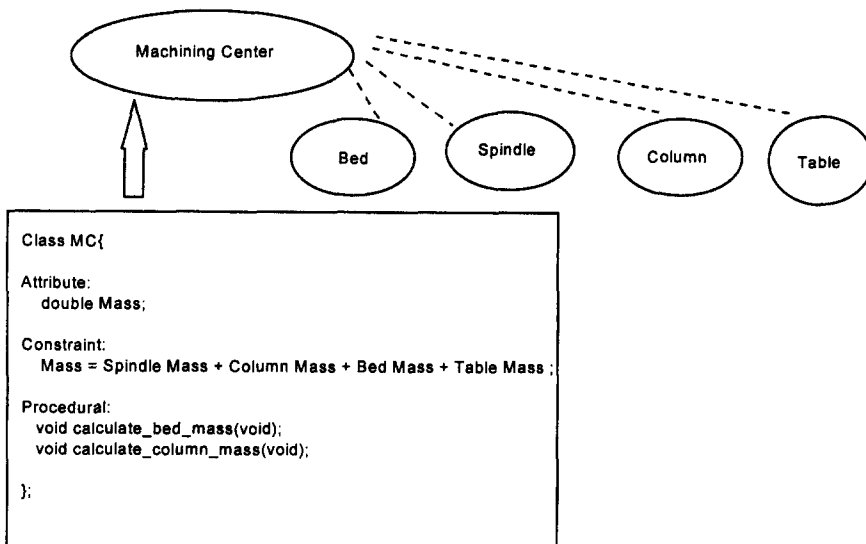 Machining Center
Bed
Spindle
Column
Table
Class MC{
Attribute:
double Mass;
Constraint:
Mass = Spindle Mass + Column Mass + Bed Mass + Table Mass ;
Procedural:
void calculate_bed_mass(void);
void calculate_column_mass(void);
};